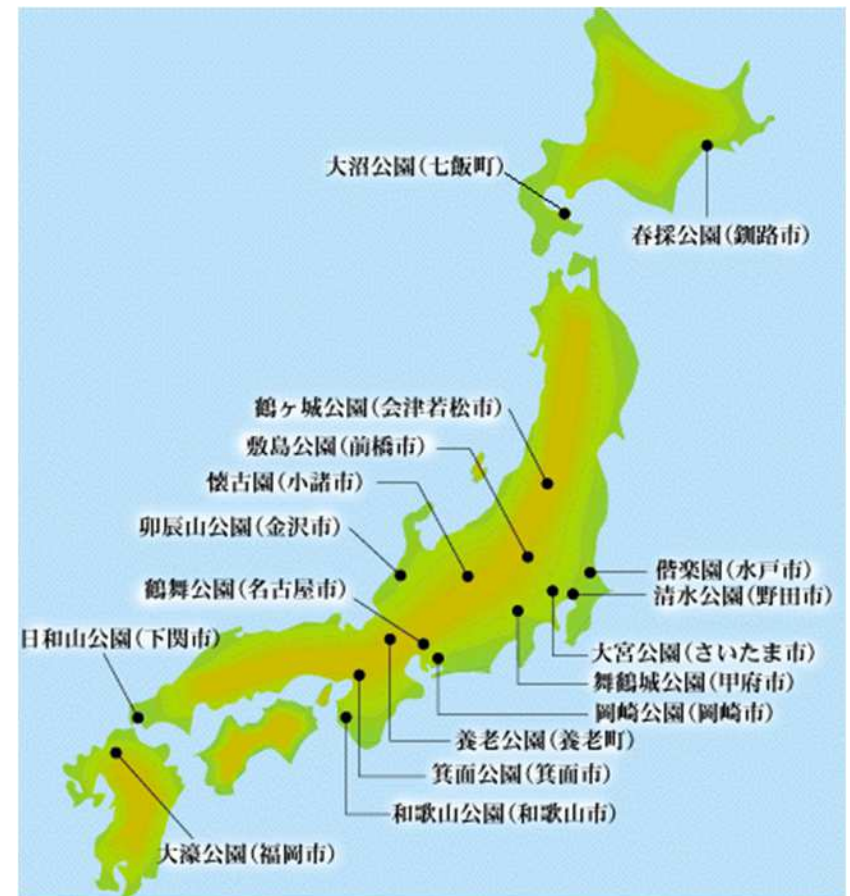 大沼公園(七飯町)
春採公園(釧路市)
鶴ヶ城公園(会津若松市)
敷島公園(前橋市)
懐古園(小諸市)
卯辰山公園(金沢市)
偕楽園(水戸市)
鶴舞公園(名古屋市)
清水公園(野田市)
日和山公園(下関市)
大宮公園(さいたま市)
舞鶴城公園(甲府市)
岡崎公園(岡崎市)
養老公園(養老町)
箕面公園(箕面市)
和歌山公園(和歌山市)
大濠公園(福岡市)